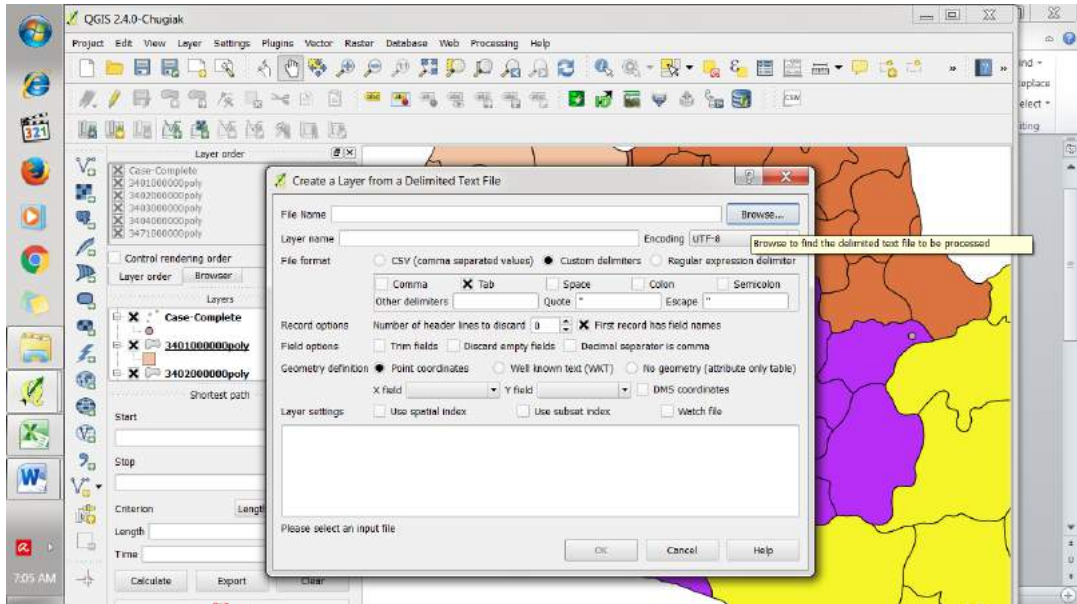 QGIS 2.4.0-Chugiak
Project Edit View Layer Settings Plugins Vector Raster Database Web Processing Help
CSW
321
Layer order
Case-Complete
3401000000poly
3402000000poly
3403000000poly
3404000000poly
3471000000poly
Control rendering order
Layer order Browser
Layers
Case-Complete
3401000000poly
3402000000poly
Shortest path
Start
Stop
Criterion
Length
Time
Calculate Export Clear
Create a Layer from a Delimited Text File
File Name Browse...
Layer name Encoding UTF-8
Browse to find the delimited text file to be processed
File format CSV (comma separated values) Custom delimiters Regular expression delimiter
Comma Tab Space Colon Semicolon
Other delimiters Quote " Escape "
Record options Number of header lines to discard 0 First record has field names
Field options Trim fields Discard empty fields Decimal separator is comma
Geometry definition Point coordinates Well known text (WKT) No geometry (attribute only table)
X field Y field DMS coordinates
Layer settings Use spatial index Use subset index Watch file
Please select an input file
OK Cancel Help
7:05 AM